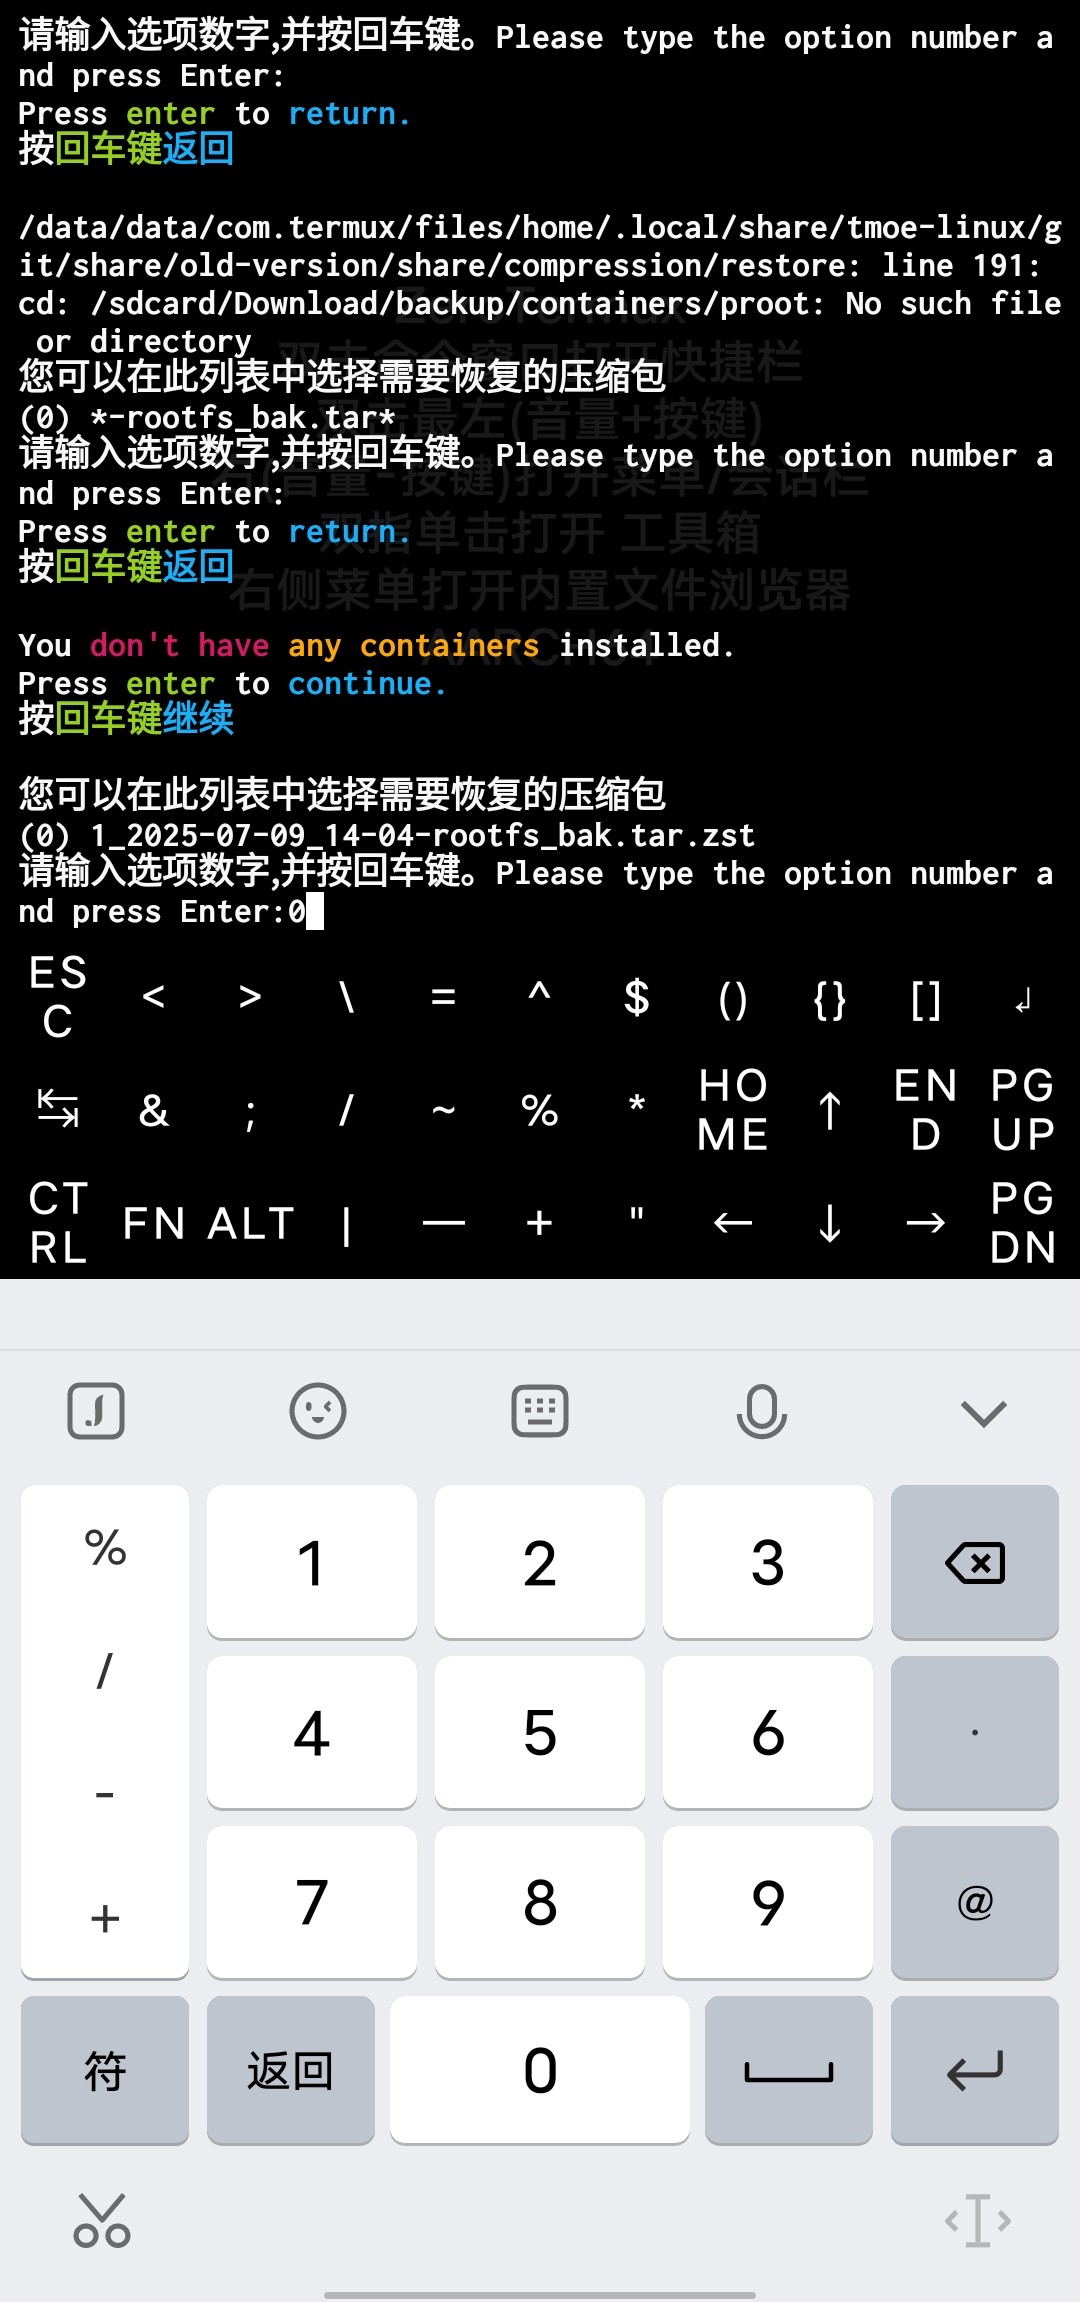 请输入选项数字,并按回车键。Please type the option number a
nd press Enter:
Press enter to return.
按回车键返回
/data/data/com.termux/files/home/.local/share/tmoe-linux/g
it/share/old-version/share/compression/restore: line 191:
cd: /sdcard/Download/backup/containers/proot: No such file
or directory
您可以在此列表中选择需要恢复的压缩包
(0) *-rootfs_bak.tar*
请输入选项数字,并按回车键。Please type the option number a
nd press Enter:
Press enter to return.
按回车键返回
You don't have any containers installed.
Press enter to continue.
按回车键继续
您可以在此列表中选择需要恢复的压缩包
(0) 1_2025-07-09_14-04-rootfs_bak.tar.zst
请输入选项数字,并按回车键。Please type the option number a
nd press Enter:0
ZeroTermux
双击命令窗口打开快捷栏
双击最左(音量+按键)
右(音量-按键)打开菜单/会话栏
双指单击打开 工具箱
右侧菜单打开内置文件浏览器
AARCH64
ESC < > \ = ^ $ () {} [] ↲
↹ & ; / ~ % * HOME ↑ END PGUP
CTRL FN ALT | — + " ← ↓ → PGDN
% 1 2 3
/ 4 5 6 .
- 7 8 9 @
+
符 返回 0